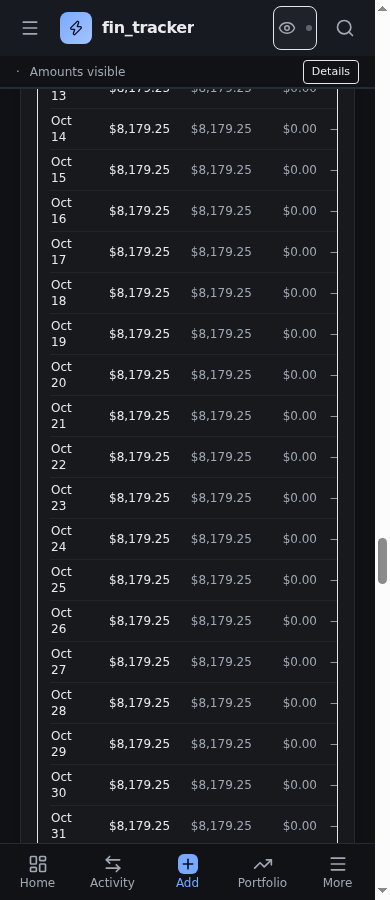 fin_tracker
· Amounts visible Details
13 $8,179.25 $8,179.25 $0.00
Oct 14 $8,179.25 $8,179.25 $0.00 —
Oct 15 $8,179.25 $8,179.25 $0.00 —
Oct 16 $8,179.25 $8,179.25 $0.00 —
Oct 17 $8,179.25 $8,179.25 $0.00 —
Oct 18 $8,179.25 $8,179.25 $0.00 —
Oct 19 $8,179.25 $8,179.25 $0.00 —
Oct 20 $8,179.25 $8,179.25 $0.00 —
Oct 21 $8,179.25 $8,179.25 $0.00 —
Oct 22 $8,179.25 $8,179.25 $0.00 —
Oct 23 $8,179.25 $8,179.25 $0.00 —
Oct 24 $8,179.25 $8,179.25 $0.00 —
Oct 25 $8,179.25 $8,179.25 $0.00 —
Oct 26 $8,179.25 $8,179.25 $0.00 —
Oct 27 $8,179.25 $8,179.25 $0.00 —
Oct 28 $8,179.25 $8,179.25 $0.00 —
Oct 29 $8,179.25 $8,179.25 $0.00 —
Oct 30 $8,179.25 $8,179.25 $0.00 —
Oct 31 $8,179.25 $8,179.25 $0.00 —
Home Activity Add Portfolio More